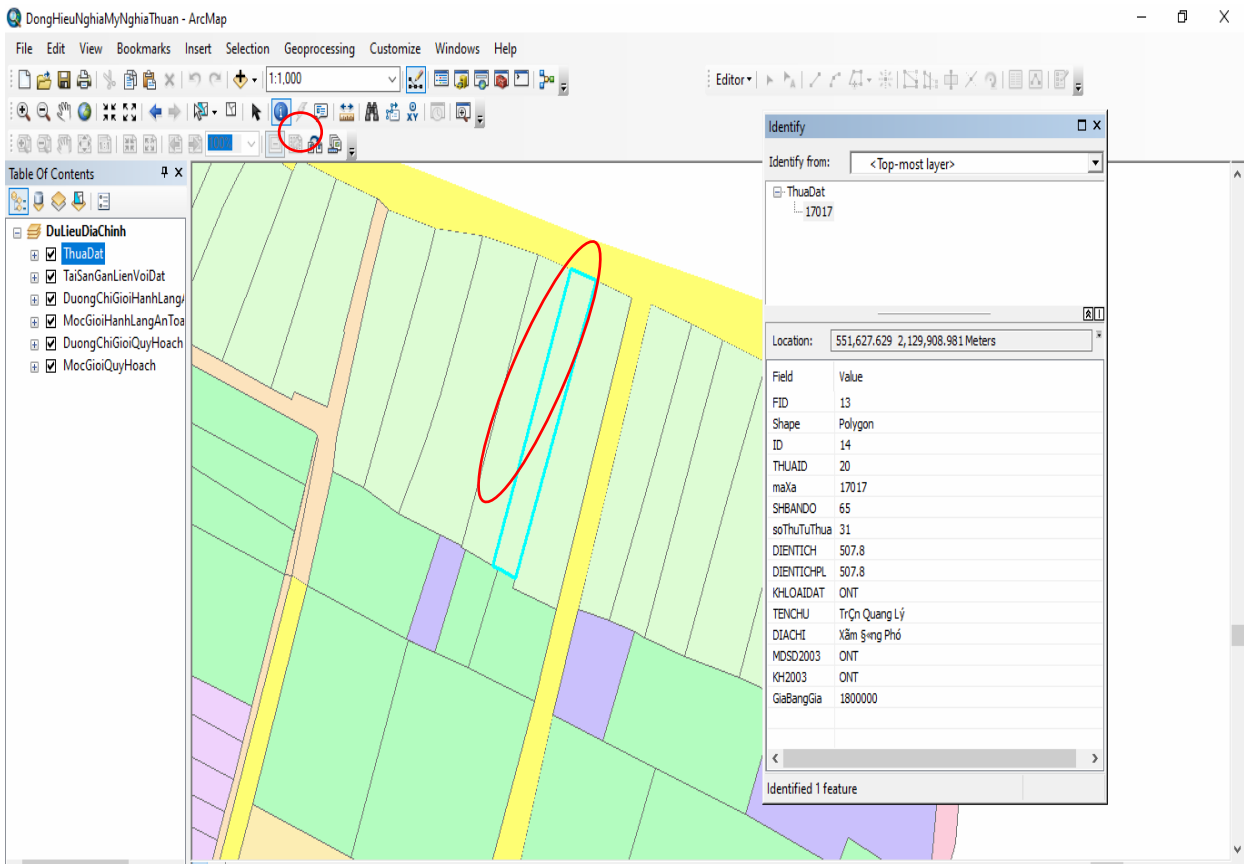 DongHieuNghiaMyNghiaThuan - ArcMap
File Edit View Bookmarks Insert Selection Geoprocessing Customize Windows Help
1:1,000
Editor
Table Of Contents
DuLieuDiaChinh
ThuaDat
TaiSanGanLienVoiDat
DuongChiGioiHanhLang
MocGioiHanhLangAnToa
DuongChiGioiQuyHoach
MocGioiQuyHoach
Identify
Identify from: <Top-most layer>
ThuaDat
17017
Location: 551,627.629 2,129,908.981 Meters
Field Value
FID 13
Shape Polygon
ID 14
THUAID 20
maXa 17017
SHBANDO 65
soThuTuThua 31
DIENTICH 507.8
DIENTICHPL 507.8
KHLOAIDAT ONT
TENCHU TrÇn Quang Lý
DIACHI Xãm §«ng Phó
MDSD2003 ONT
KH2003 ONT
GiaBangGia 1800000
Identified 1 feature